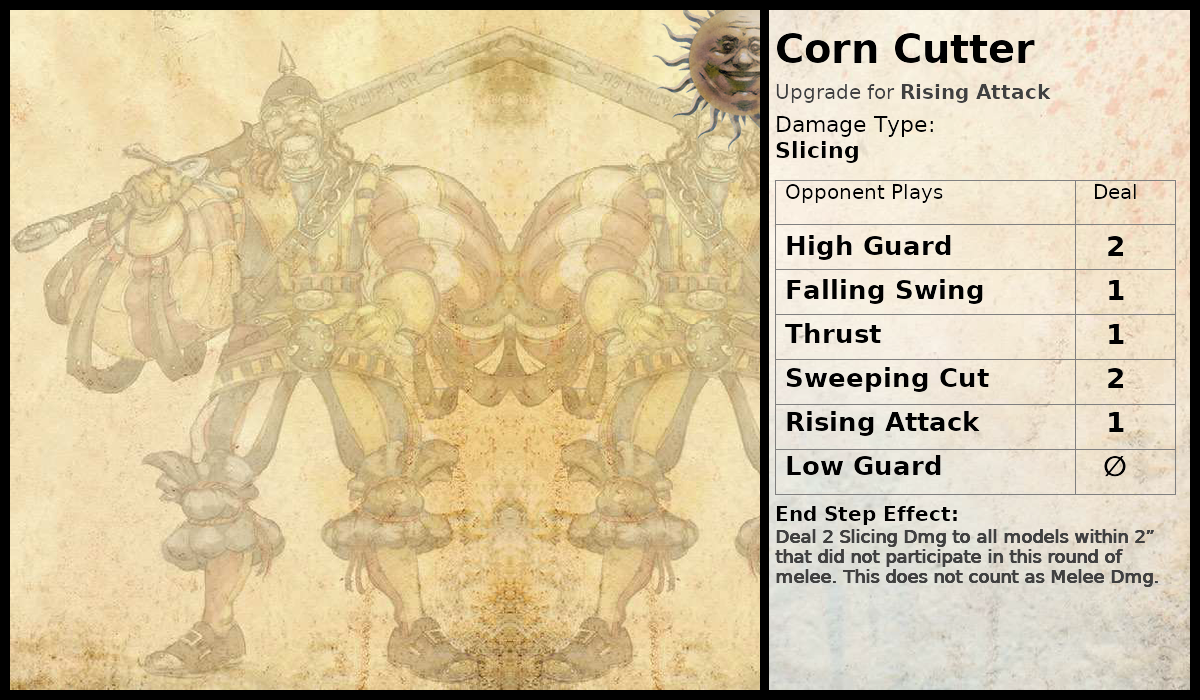 Corn Cutter
Upgrade for Rising Attack
Damage Type:
Slicing
Opponent Plays Deal
High Guard 2
Falling Swing 1
Thrust 1
Sweeping Cut 2
Rising Attack 1
Low Guard ∅
End Step Effect:
Deal 2 Slicing Dmg to all models within 2”
that did not participate in this round of
melee. This does not count as Melee Dmg.